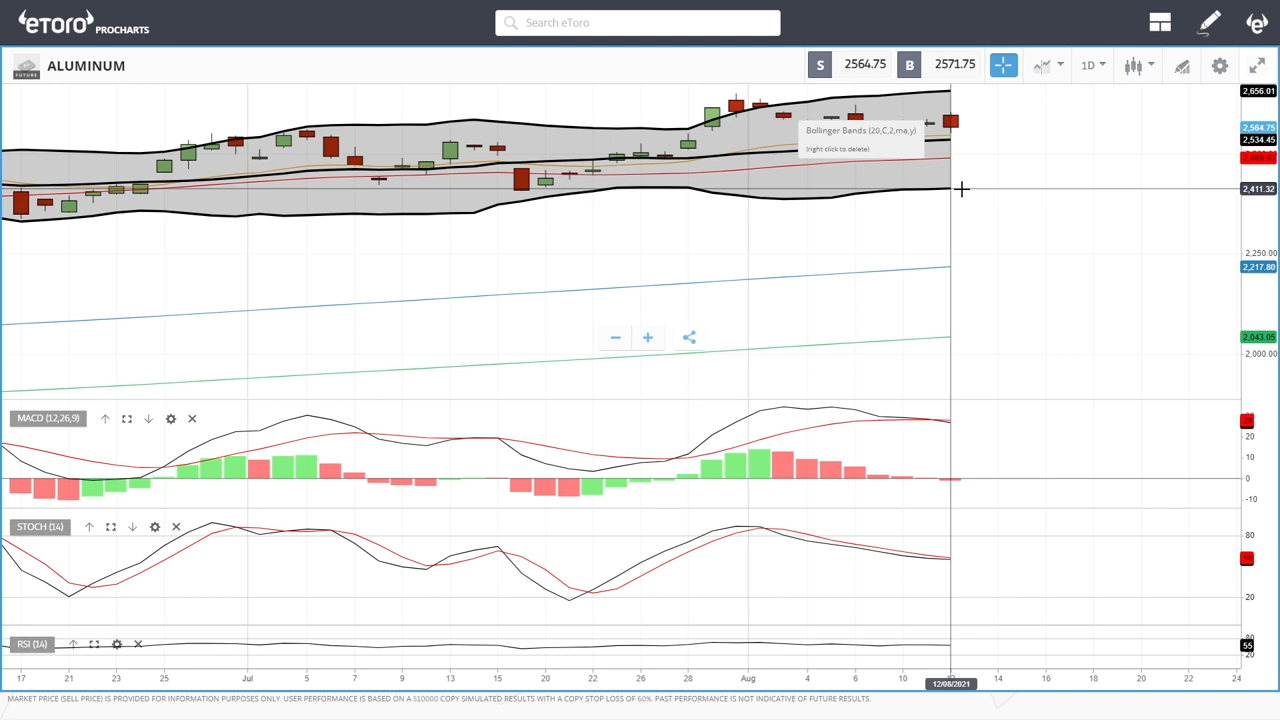 eToro PROCHARTS
Search eToro
ALUMINUM
S 2564.75 B 2571.75
1D
FUTURE
2,656.01
2,564.75
2,534.45
2,411.32
2,250.00
2,217.80
2,043.05
2,000.00
Bollinger Bands (20,C,2,ma,y)
(right-click to delete)
MACD (12,26,9)
20
10
0
-10
STOCH (14)
80
20
RSI (14)
80
55
20
17 21 23 25 Jul 5 7 9 13 15 20 22 26 28 Aug 4 6 10 14 16 18 20 22 24
12/08/2021
MARKET PRICE (SELL PRICE) IS PROVIDED FOR INFORMATION PURPOSES ONLY. USER PERFORMANCE IS BASED ON A $10000 COPY SIMULATED RESULTS WITH A COPY STOP LOSS OF 60%. PAST PERFORMANCE IS NOT INDICATIVE OF FUTURE RESULTS.